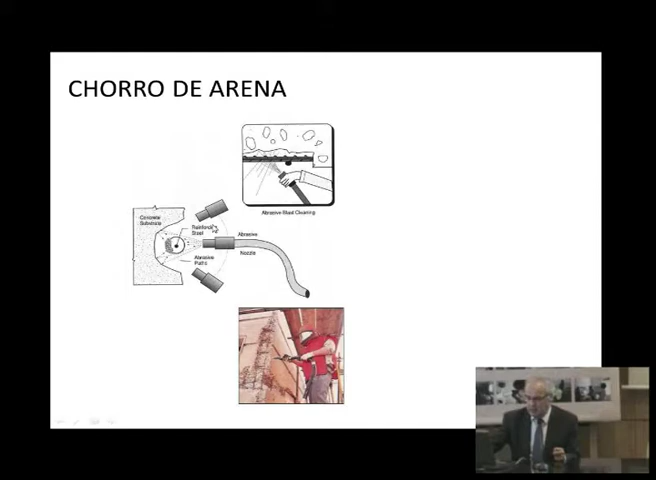 CHORRO DE ARENA
Abrasive Blast Cleaning
Concrete
Substrate
Reinforcing
Steel
Abrasive
Nozzle
Abrasive
Paths